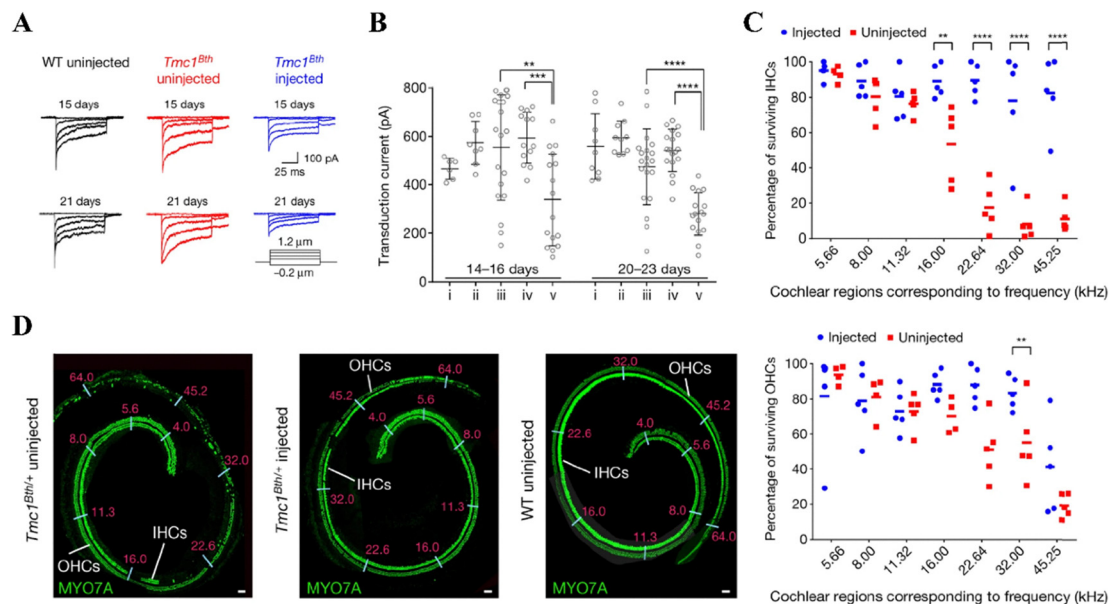 A
WT uninjected
Tmc1Bth
uninjected
Tmc1Bth
injected
15 days
15 days
15 days
100 pA
25 ms
21 days
21 days
21 days
1.2 μm
−0.2 μm
B
Transduction current (pA)
800
600
400
200
0
** 
***
****
****
14–16 days
20–23 days
i ii iii iv v i ii iii iv v
C
Injected Uninjected
** **** **** ****
Percentage of surviving IHCs
100
80
60
40
20
0
5.66 8.00 11.32 16.00 22.64 32.00 45.25
Cochlear regions corresponding to frequency (kHz)
Injected Uninjected
**
Percentage of surviving OHCs
100
80
60
40
20
0
5.66 8.00 11.32 16.00 22.64 32.00 45.25
Cochlear regions corresponding to frequency (kHz)
D
Tmc1Bth/+ uninjected
64.0
45.2
5.6
4.0
8.0
32.0
11.3
IHCs
OHCs
16.0
22.6
MYO7A
Tmc1Bth/+ injected
OHCs
64.0
45.2
5.6
4.0
8.0
IHCs
32.0
22.6
16.0
MYO7A
WT uninjected
32.0
OHCs
45.2
4.0
5.6
22.6
IHCs
8.0
16.0
11.3
64.0
MYO7A